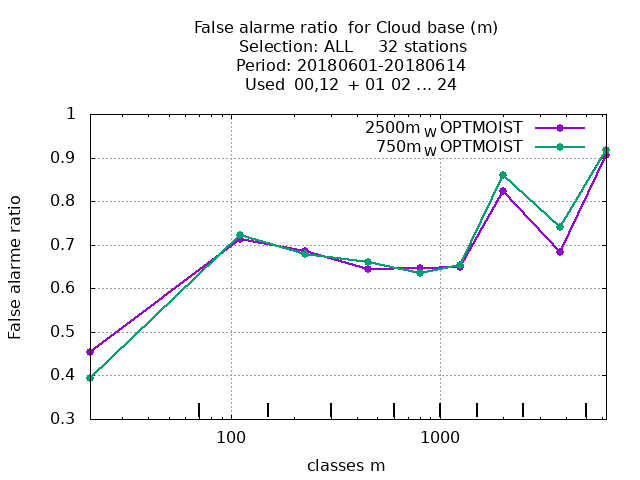 False alarme ratio  for Cloud base (m)
Selection: ALL     32 stations
Period: 20180601-20180614
Used  00,12  + 01 02 ... 24
2500m_W OPTMOIST
750m_W OPTMOIST
1
0.9
0.8
0.7
0.6
0.5
0.4
0.3
False alarme ratio
100
1000
classes m